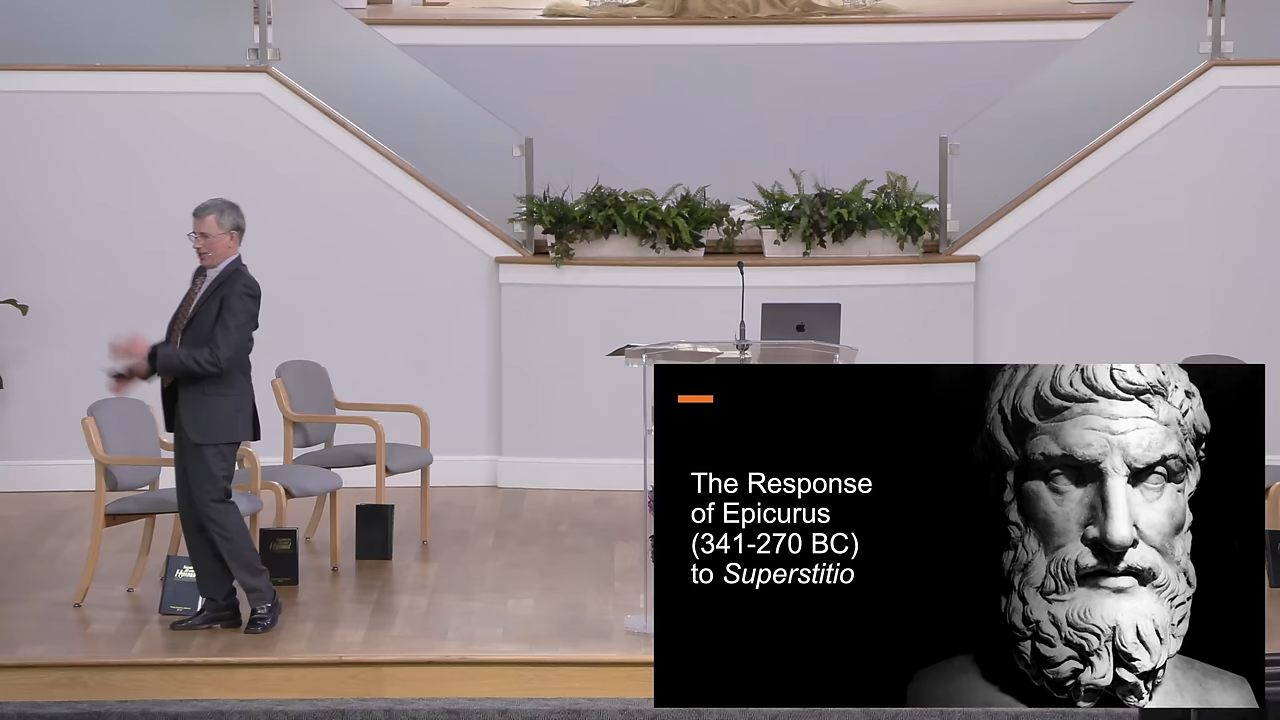 The Response
of Epicurus
(341-270 BC)
to Superstitio